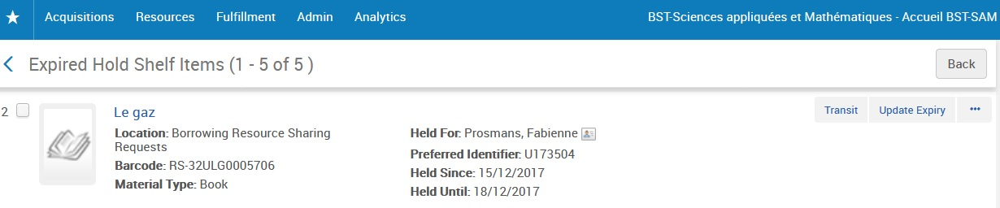 Acquisitions Resources Fulfillment Admin Analytics BST-Sciences appliquées et Mathématiques - Accueil BST-SAM
Expired Hold Shelf Items (1 - 5 of 5 ) Back
2 Le gaz Transit Update Expiry •••
Location: Borrowing Resource Sharing
Requests
Barcode: RS-32ULG0005706
Material Type: Book
Held For: Prosmans, Fabienne
Preferred Identifier: U173504
Held Since: 15/12/2017
Held Until: 18/12/2017